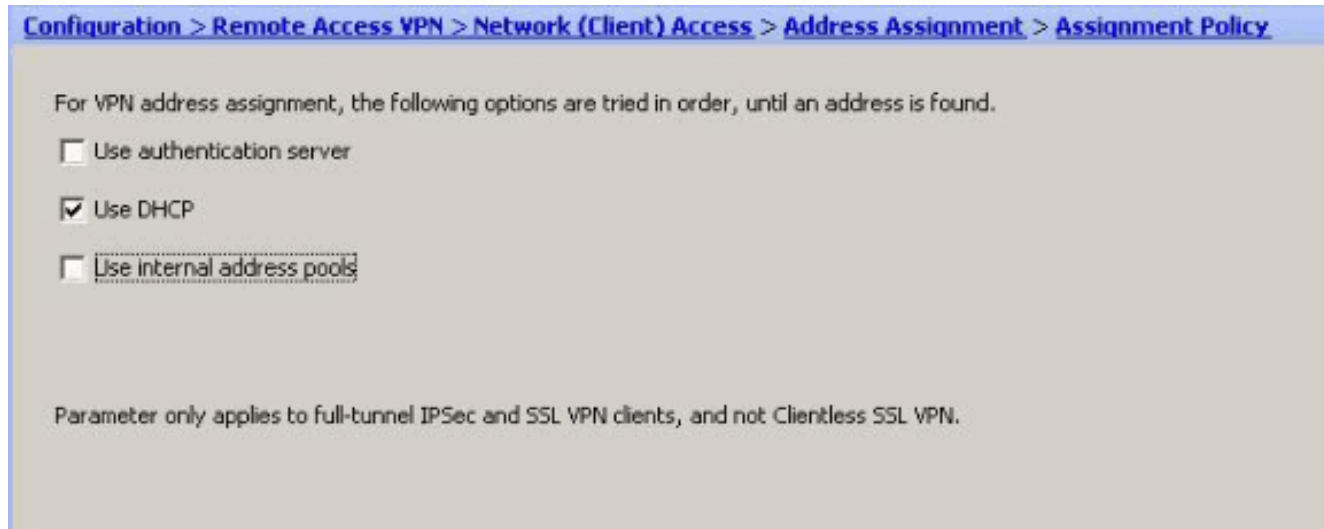 Configuration > Remote Access VPN > Network (Client) Access > Address Assignment > Assignment Policy
For VPN address assignment, the following options are tried in order, until an address is found.
Use authentication server
Use DHCP
Use internal address pools
Parameter only applies to full-tunnel IPSec and SSL VPN clients, and not Clientless SSL VPN.